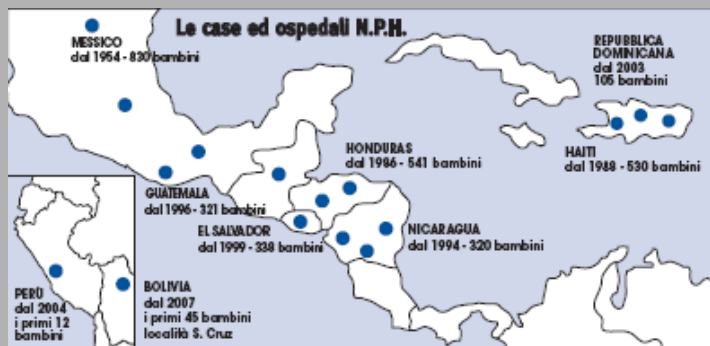 Le case ed ospedali N.P.H.
MESSICO
dal 1954 - 830 bambini
REPUBBLICA
DOMINICANA
dal 2003
105 bambini
HONDURAS
dal 1986 - 541 bambini
HAITI
dal 1988 - 530 bambini
GUATEMALA
dal 1996 - 321 bambini
EL SALVADOR
dal 1999 - 338 bambini
NICARAGUA
dal 1994 - 320 bambini
PERÙ
dal 2004
i primi 12
bambini
BOLIVIA
dal 2007
i primi 45 bambini
località S. Cruz